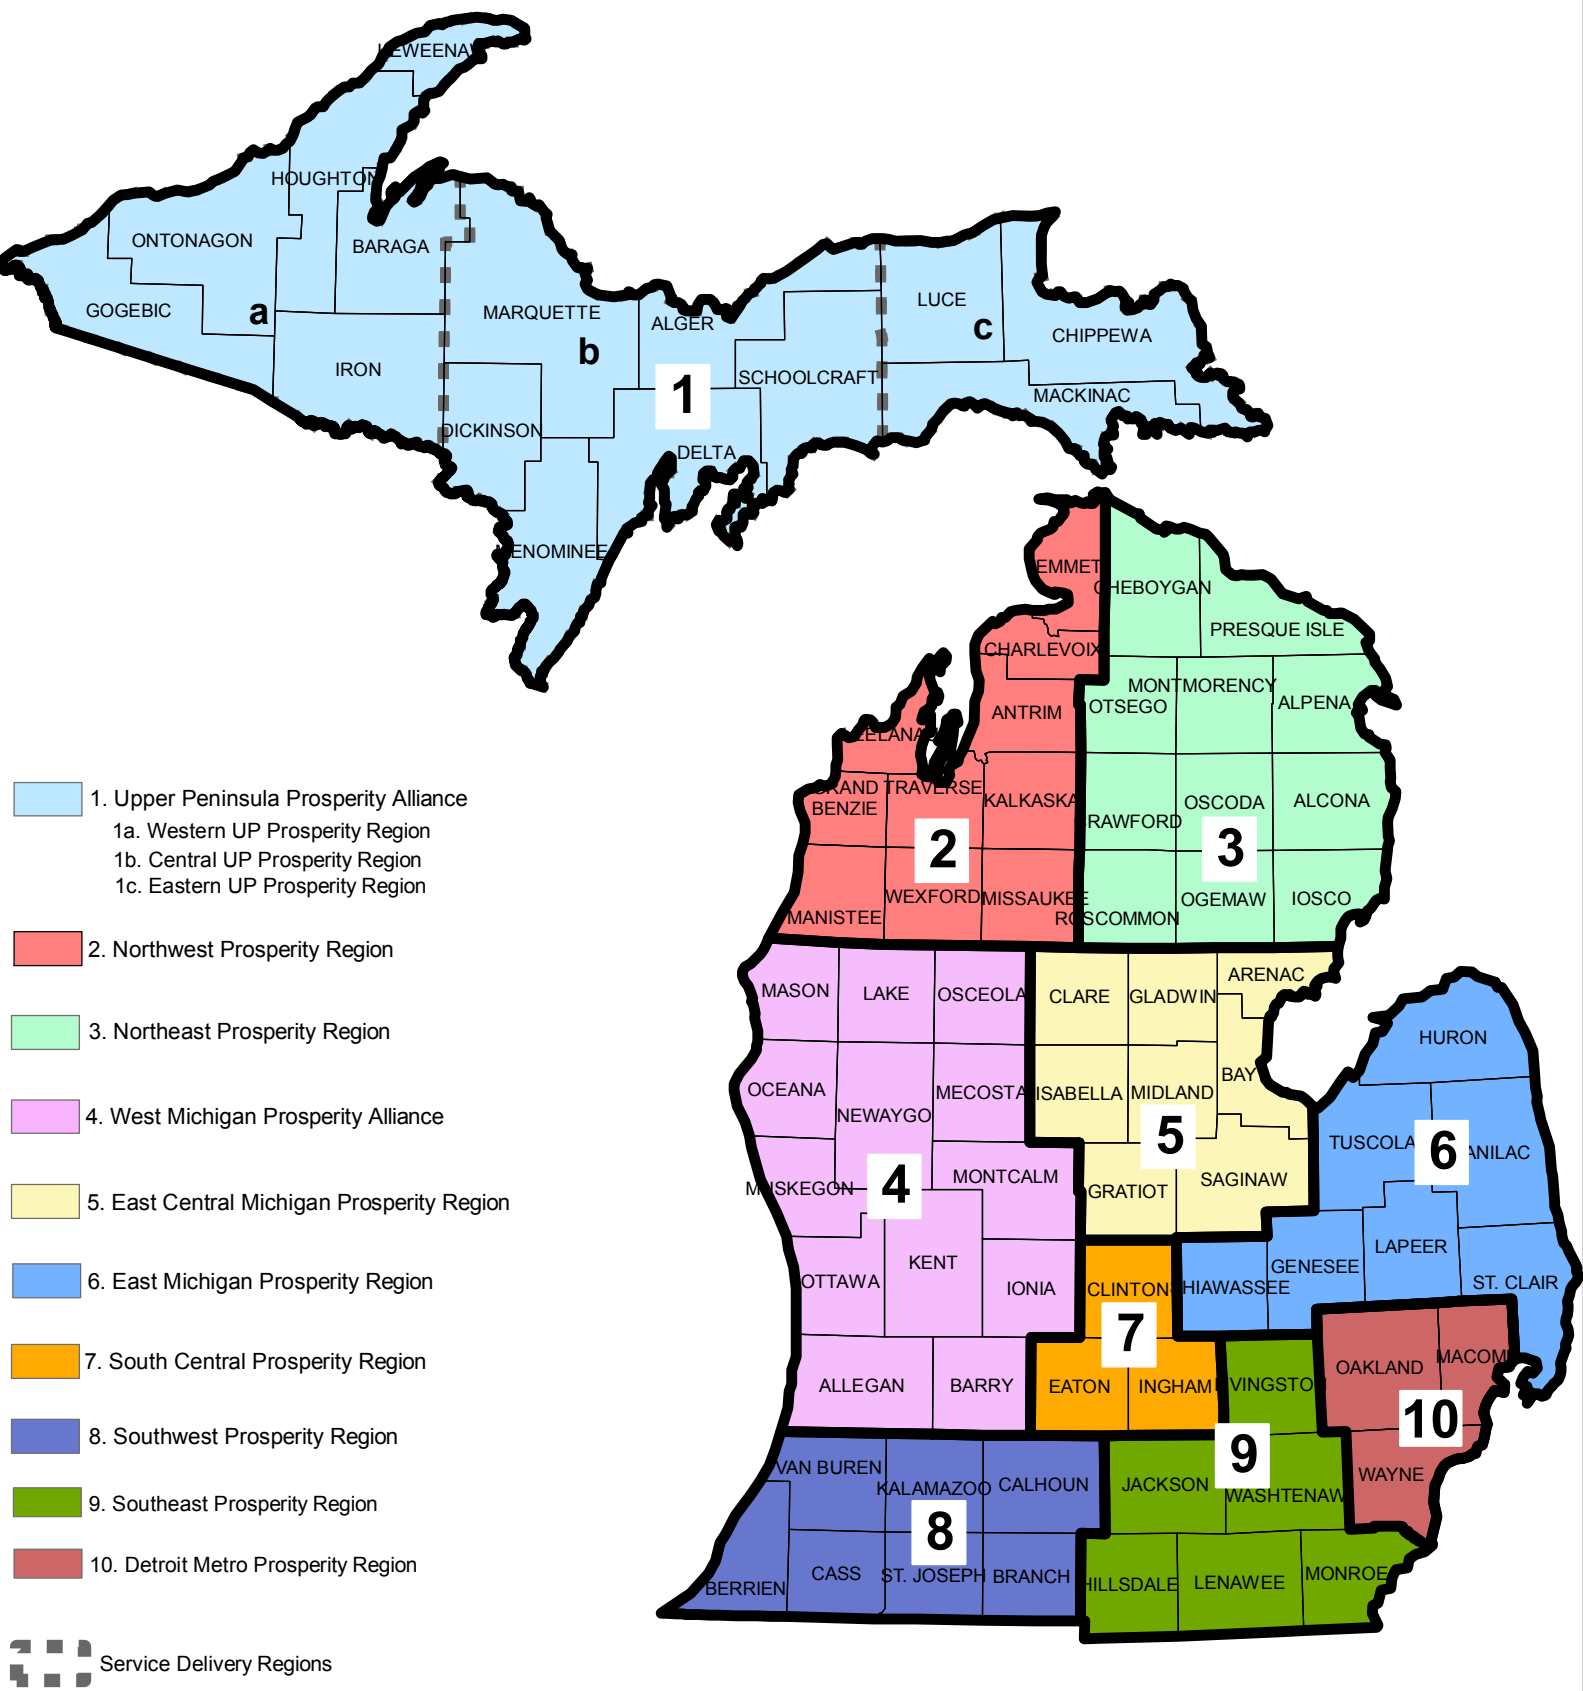 KEWEENAW
HOUGHTON
ONTONAGON
BARAGA
GOGEBIC
a
IRON
MARQUETTE
b
ALGER
LUCE
c
CHIPPEWA
SCHOOLCRAFT
1
MACKINAC
DICKINSON
DELTA
MENOMINEE
EMMET
CHEBOYGAN
PRESQUE ISLE
CHARLEVOIX
MONTMORENCY
OTSEGO
ALPENA
ANTRIM
LEELANAU
GRAND TRAVERSE
BENZIE
KALKASKA
CRAWFORD
OSCODA
ALCONA
2
3
MANISTEE
WEXFORD
MISSAUKEE
ROSCOMMON
OGEMAW
IOSCO
MASON
LAKE
OSCEOLA
CLARE
GLADWIN
ARENAC
HURON
OCEANA
NEWAYGO
MECOSTA
ISABELLA
MIDLAND
BAY
5
TUSCOLA
6
SANILAC
MUSKEGON
4
MONTCALM
GRATIOT
SAGINAW
OTTAWA
KENT
IONIA
CLINTON
SHIAWASSEE
GENESEE
LAPEER
ST. CLAIR
7
ALLEGAN
BARRY
EATON
INGHAM
LIVINGSTON
OAKLAND
MACOMB
10
VAN BUREN
KALAMAZOO
CALHOUN
JACKSON
9
WASHTENAW
WAYNE
8
BERRIEN
CASS
ST. JOSEPH
BRANCH
HILLSDALE
LENAWEE
MONROE
1. Upper Peninsula Prosperity Alliance
1a. Western UP Prosperity Region
1b. Central UP Prosperity Region
1c. Eastern UP Prosperity Region
2. Northwest Prosperity Region
3. Northeast Prosperity Region
4. West Michigan Prosperity Alliance
5. East Central Michigan Prosperity Region
6. East Michigan Prosperity Region
7. South Central Prosperity Region
8. Southwest Prosperity Region
9. Southeast Prosperity Region
10. Detroit Metro Prosperity Region
Service Delivery Regions